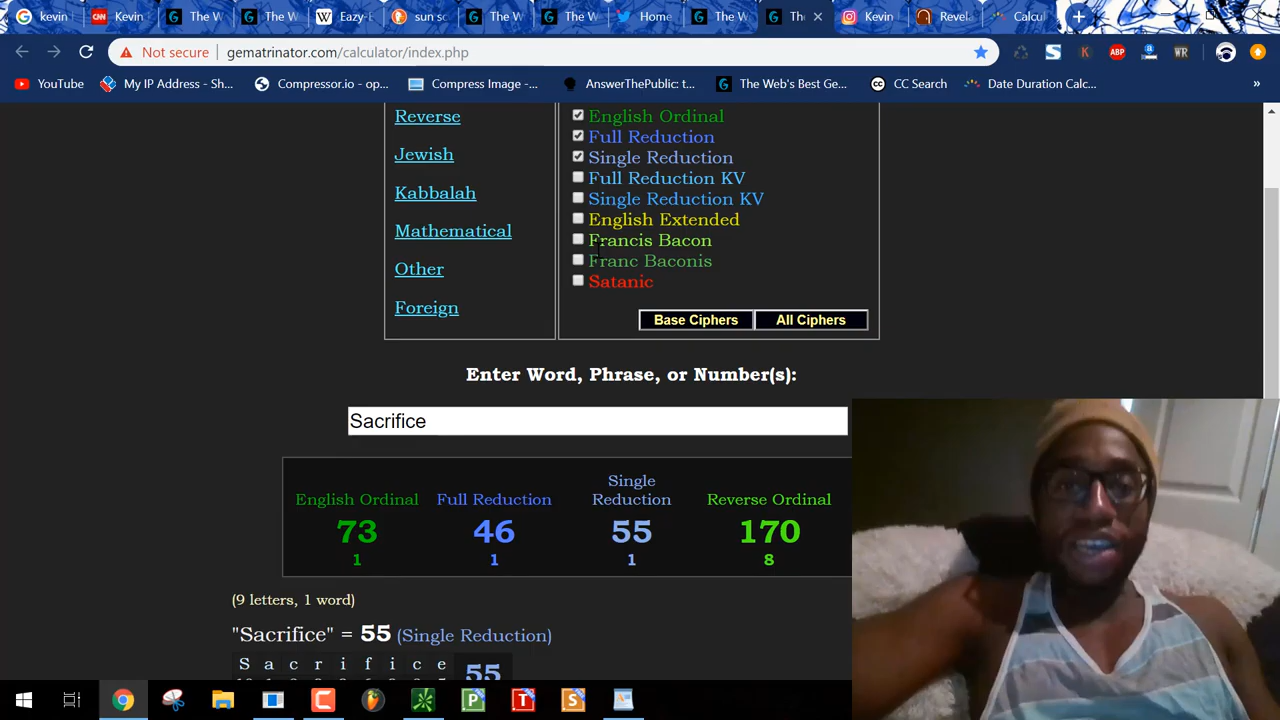 kevin
CNN Kevin
The W
The W
W Eazy-E
sun sc
The W
The W
Home
The W
The
Kevin
Revela
Calcul
Not secure gematrinator.com/calculator/index.php
ABP
WR
YouTube My IP Address - Sh... Compressor.io - op... Compress Image -... AnswerThePublic: t... The Web's Best Ge... CC Search Date Duration Calc... »
Reverse
Jewish
Kabbalah
Mathematical
Other
Foreign
English Ordinal
Full Reduction
Single Reduction
Full Reduction KV
Single Reduction KV
English Extended
Francis Bacon
Franc Baconis
Satanic
Base Ciphers All Ciphers
Enter Word, Phrase, or Number(s):
Sacrifice
English Ordinal Full Reduction Single Reduction Reverse Ordinal
73 46 55 170
1 1 1 8
(9 letters, 1 word)
"Sacrifice" = 55 (Single Reduction)
S a c r i f i c e 55